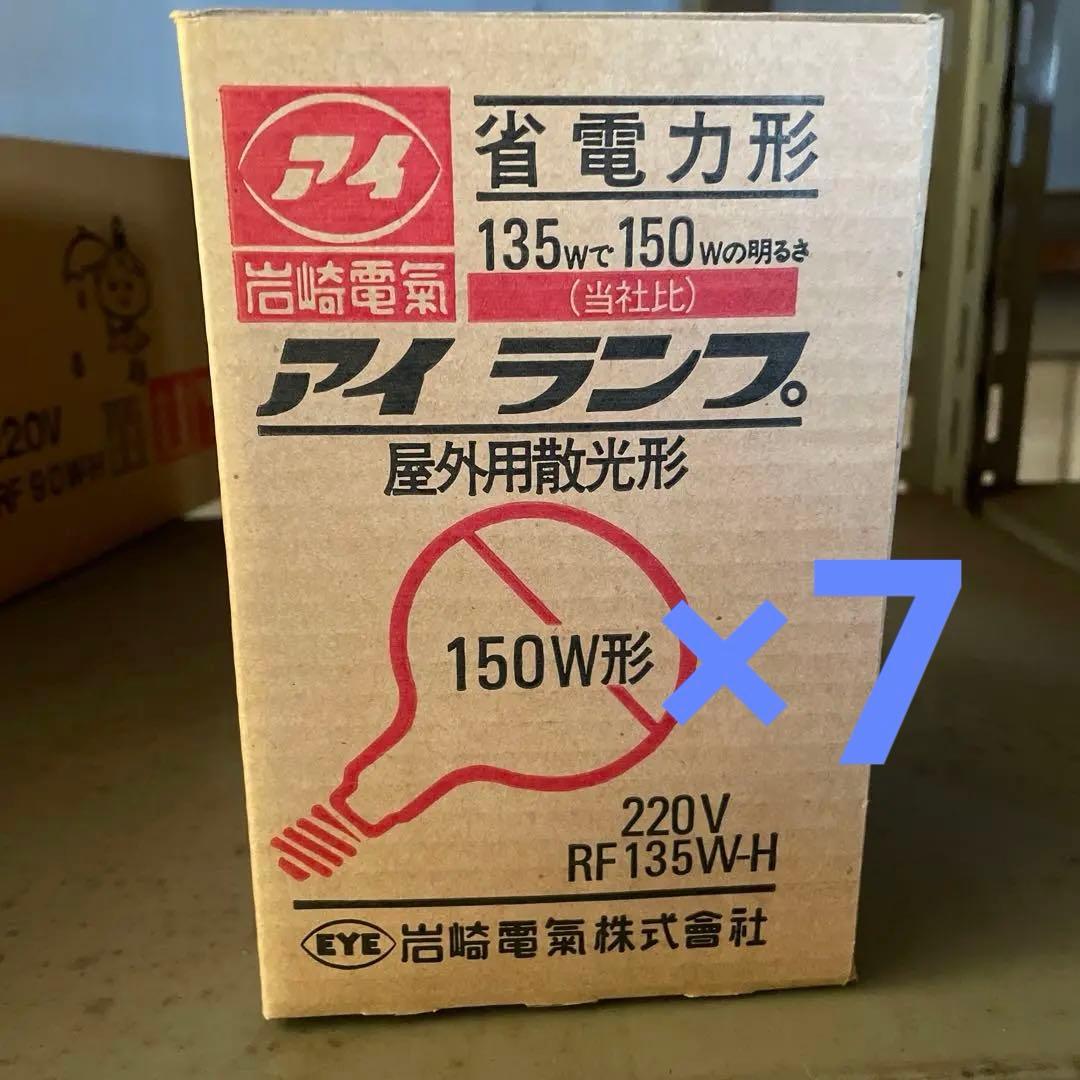 アイ
岩崎電氣
省電力形
135Wで150Wの明るさ
(当社比)
アイ ランプ
屋外用散光形
150W形
×7
220V
RF135W-H
EYE 岩崎電氣株式會社
220V
RF90W-H